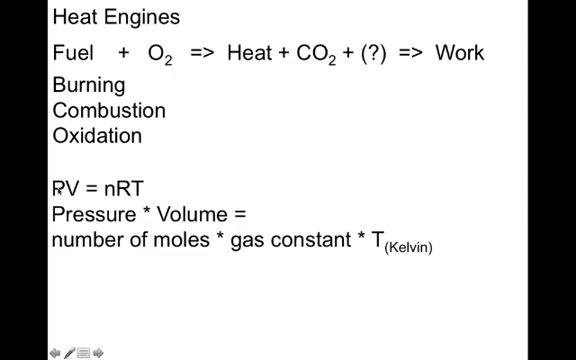 Heat Engines
Fuel + O₂ => Heat + CO₂ + (?) => Work
Burning
Combustion
Oxidation
PV = nRT
Pressure * Volume =
number of moles * gas constant * T(Kelvin)